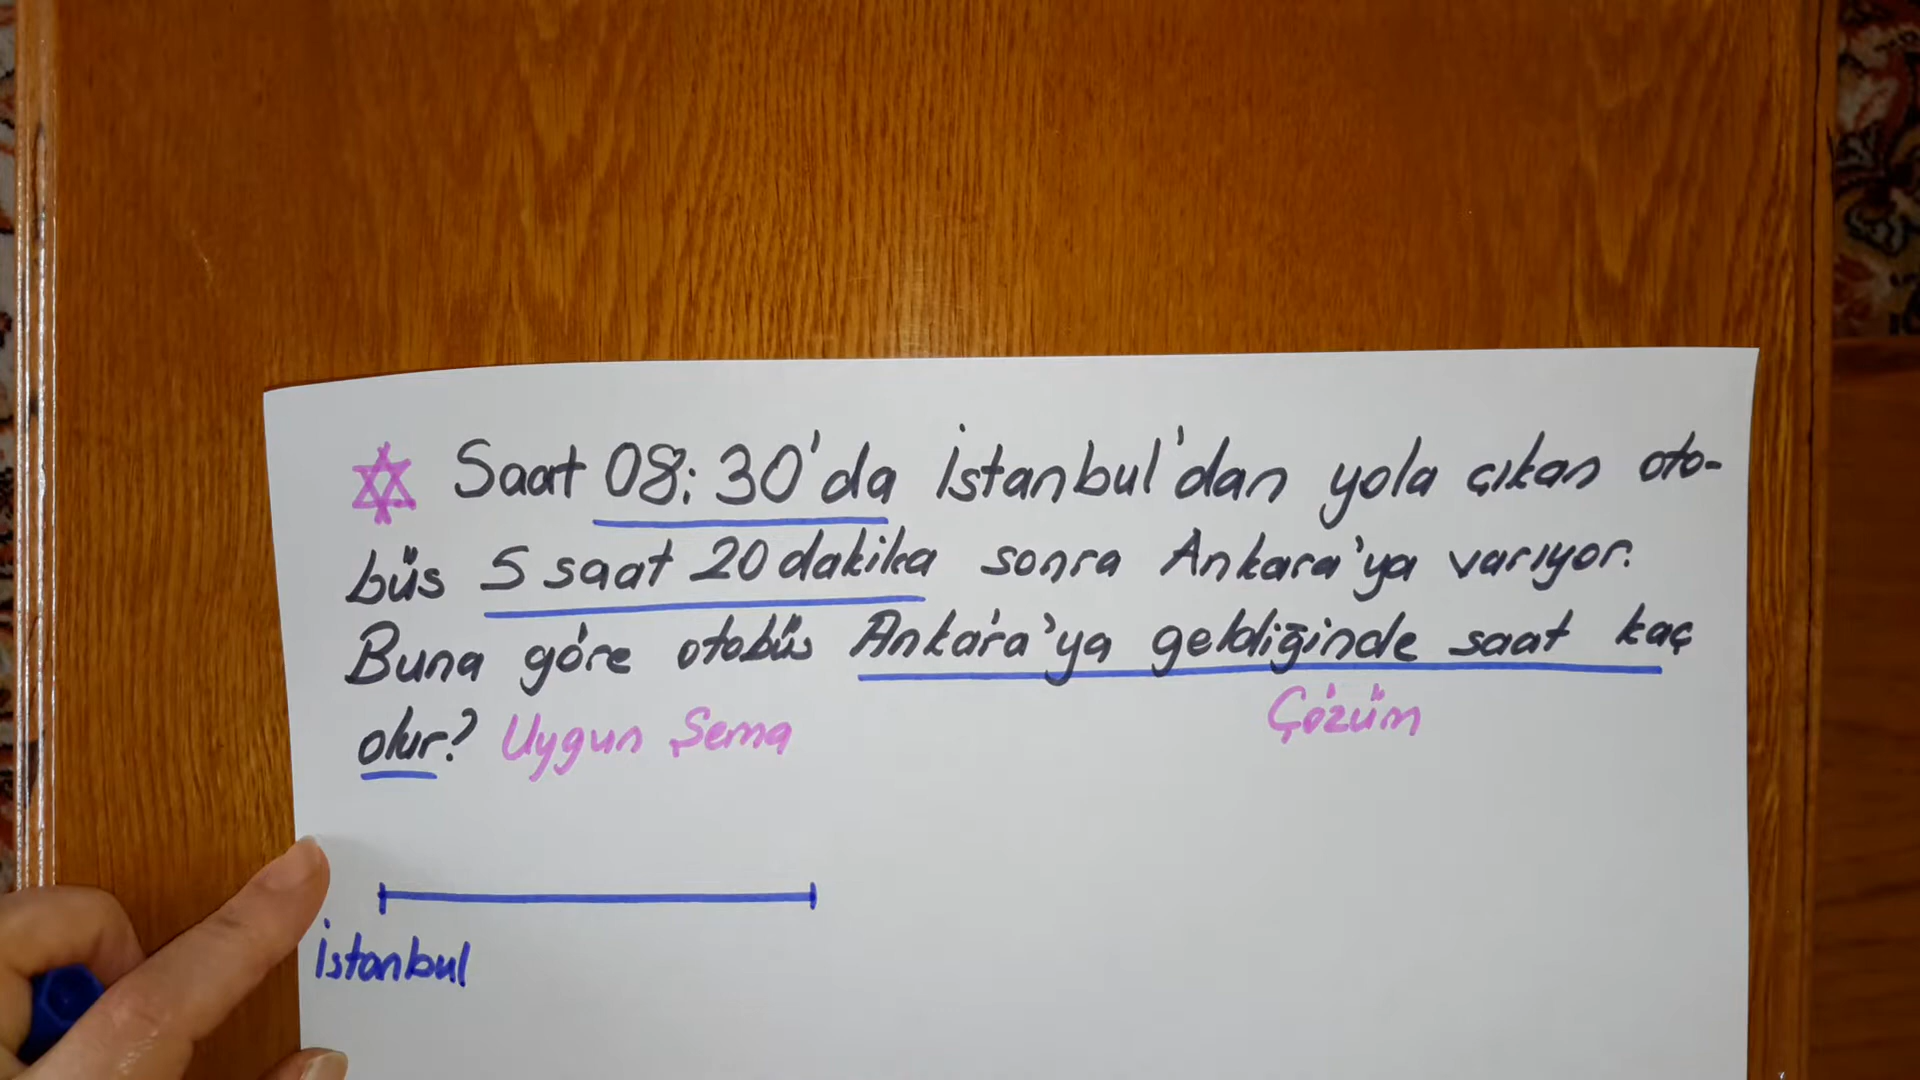 Saat 08:30'da İstanbul'dan yola çıkan oto-
büs 5 saat 20 dakika sonra Ankara'ya varıyor.
Buna göre otobüs Ankara'ya geldiğinde saat kaç
olur? Uygun Şema Çözüm
İstanbul